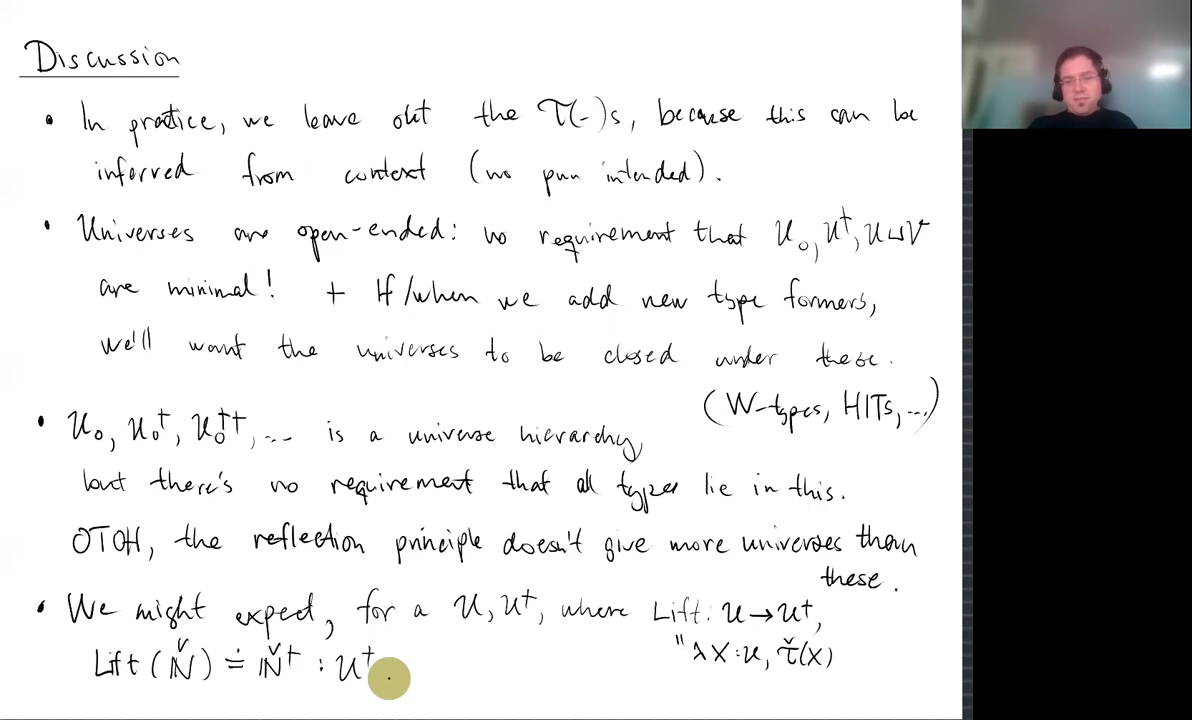 Discussion
• In practice, we leave out the 𝒯(-)s, because this can be
inferred from context (no pun intended).
• Universes are open-ended: no requirement that 𝒰₀, 𝒰⁺, 𝒰⊔𝒱
are minimal! + If/when we add new type formers,
we'll want the universes to be closed under these.
(W-types, HITs, ...)
• 𝒰₀, 𝒰₀⁺, 𝒰₀⁺⁺, ... is a universe hierarchy,
but there's no requirement that all types lie in this.
OTOH, the reflection principle doesn't give more universes than
these.
• We might expect, for a 𝒰, 𝒰⁺, where Lift: 𝒰 → 𝒰⁺,
"λX:𝒰, 𝒯̌(X)
Lift(ℕ̌) ≐ ℕ̌⁺ : 𝒰⁺